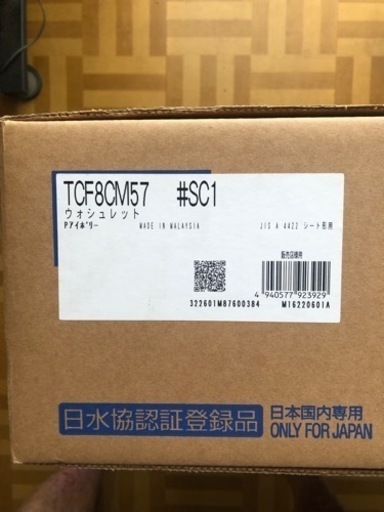 TCF8CM57 #SC1
ウォシュレット
Pアイボリー MADE IN MALAYSIA JIS A 4422 シート形用
販売店様用
4 940577 923929
322601M87600384 M16220601A
日水協認証登録品 日本国内専用
ONLY FOR JAPAN